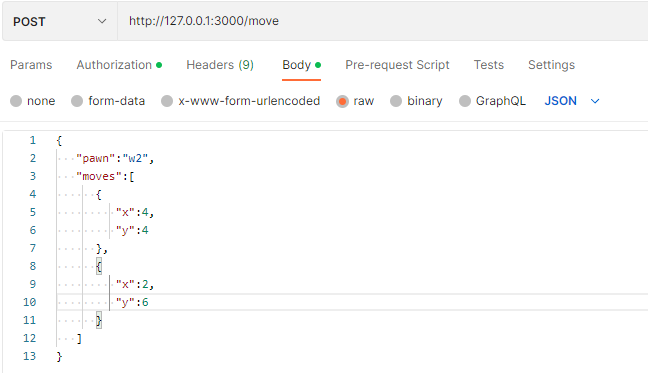 POST http://127.0.0.1:3000/move
Params Authorization Headers (9) Body Pre-request Script Tests Settings
none form-data x-www-form-urlencoded raw binary GraphQL JSON
1 {
2 "pawn":"w2",
3 "moves":[
4 {
5 "x":4,
6 "y":4
7 },
8 {
9 "x":2,
10 "y":6
11 }
12 ]
13 }